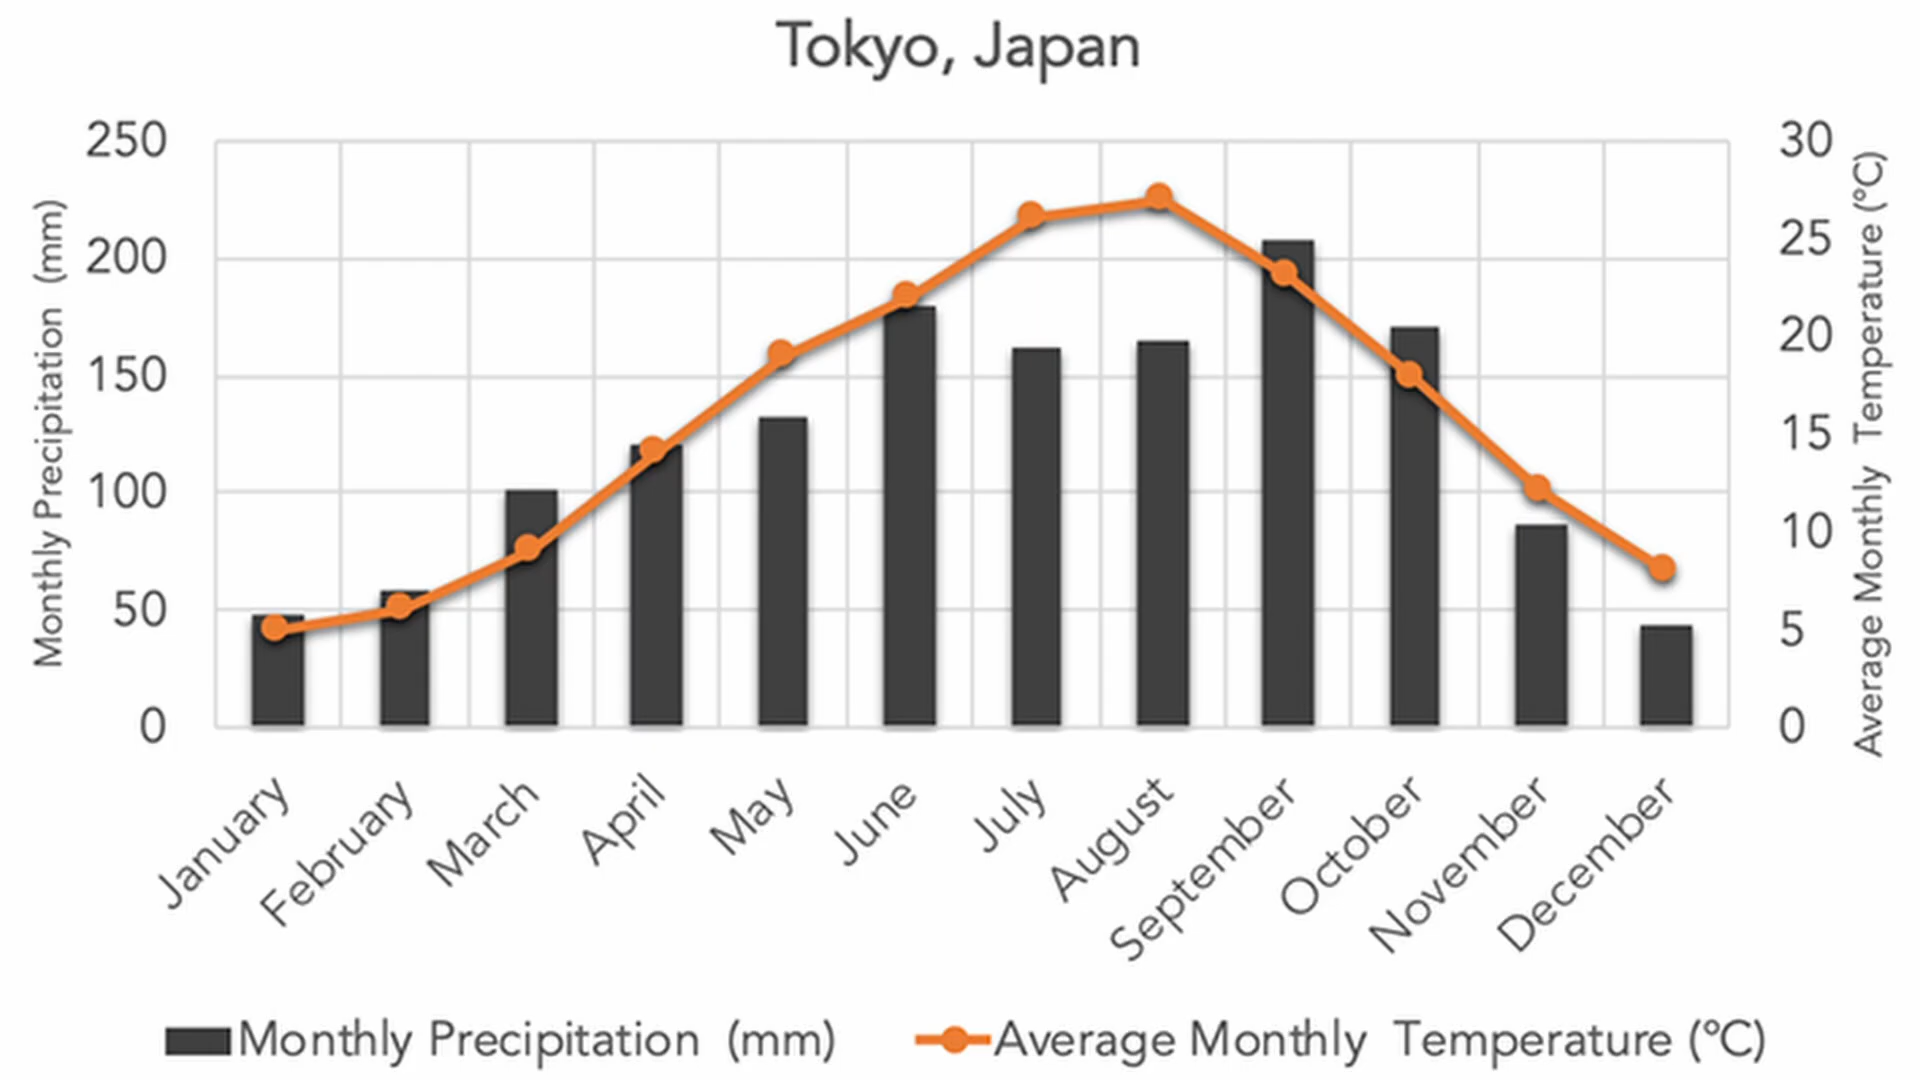 Tokyo, Japan
Monthly Precipitation (mm)
250
200
150
100
50
0
30
25
20
15
10
5
0
Average Monthly Temperature (°C)
January
February
March
April
May
June
July
August
September
October
November
December
Monthly Precipitation (mm)
Average Monthly Temperature (°C)